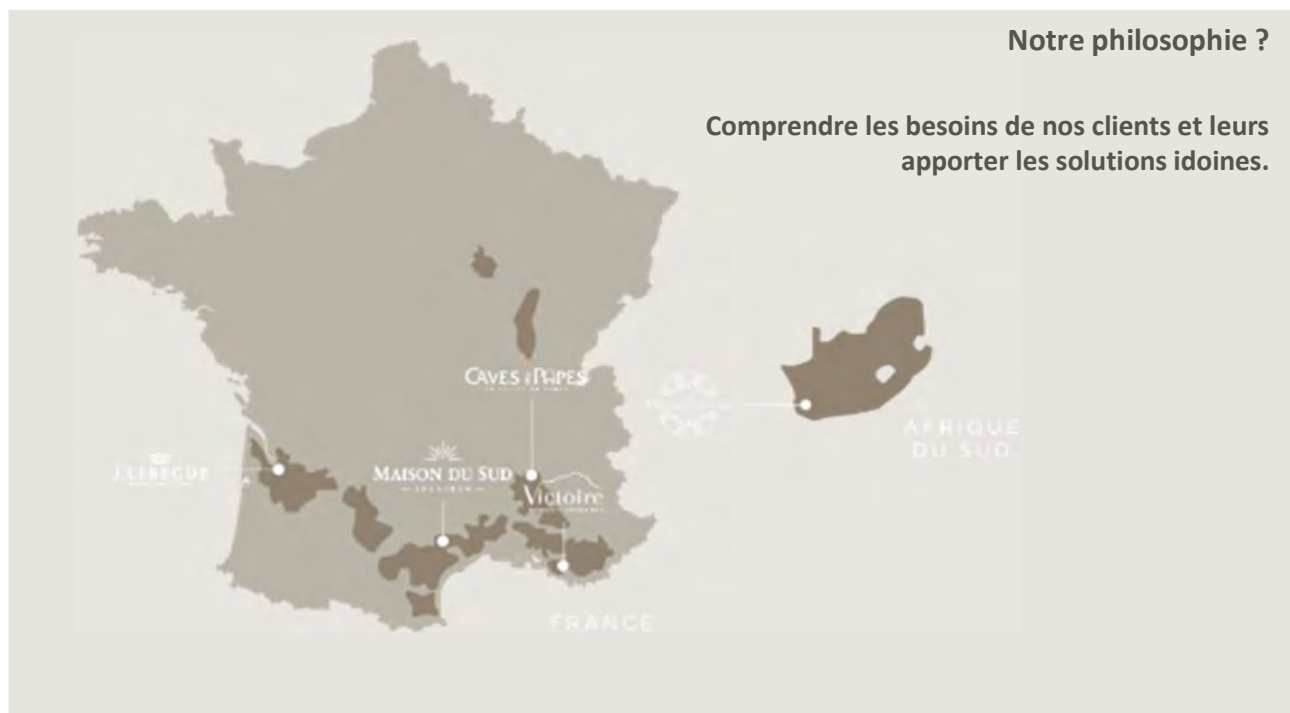 Notre philosophie ?
Comprendre les besoins de nos clients et leurs
apporter les solutions idoines.
CAVES PAPES
J.LEBEGUE
MAISON DU SUD
Victoire
AFRIQUE
DU SUD
FRANCE